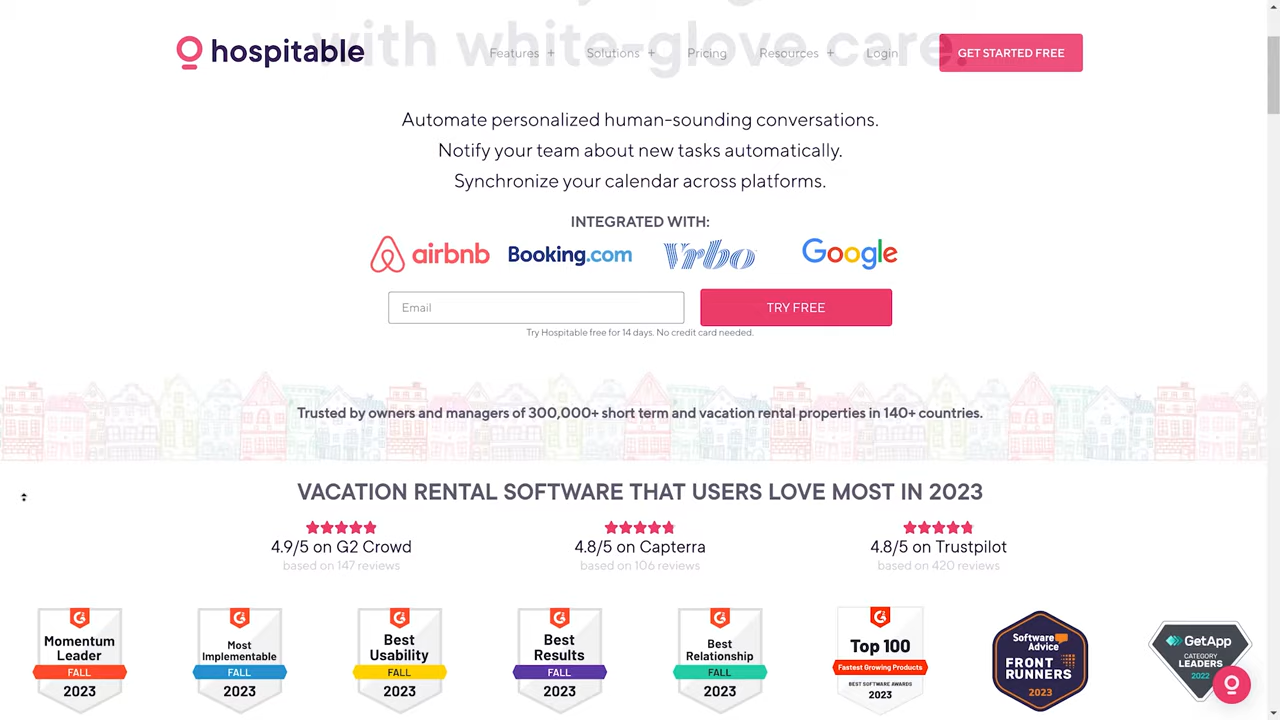 with white-glove care.
hospitable
Features + Solutions + Pricing Resources + Login GET STARTED FREE
Automate personalized human-sounding conversations.
Notify your team about new tasks automatically.
Synchronize your calendar across platforms.
INTEGRATED WITH:
airbnb Booking.com Vrbo Google
Email TRY FREE
Try Hospitable free for 14 days. No credit card needed.
Trusted by owners and managers of 300,000+ short term and vacation rental properties in 140+ countries.
VACATION RENTAL SOFTWARE THAT USERS LOVE MOST IN 2023
4.9/5 on G2 Crowd
based on 147 reviews
4.8/5 on Capterra
based on 106 reviews
4.8/5 on Trustpilot
based on 420 reviews
Momentum
Leader
FALL
2023
Most
Implementable
FALL
2023
Best
Usability
FALL
2023
Best
Results
FALL
2023
Best
Relationship
FALL
2023
Top 100
Fastest Growing Products
BEST SOFTWARE AWARDS
2023
Software
Advice
FRONT
RUNNERS
2023
GetApp
CATEGORY
LEADERS
2022